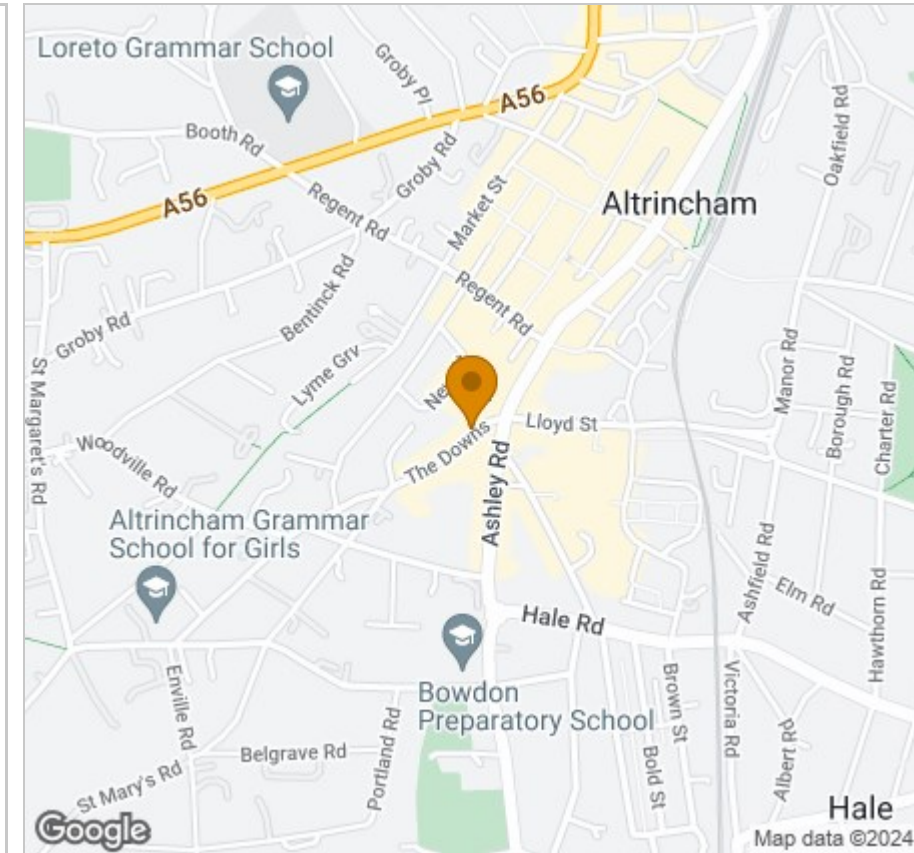 Loreto Grammar School
Groby Pl
A56
Booth Rd
Groby Rd
Oakfield Rd
A56
Regent Rd
Market St
Altrincham
Regent Rd
Bentinck Rd
Groby Rd
Lyme Grv
St Margaret's Rd
Manor Rd
Borough Rd
Charter Rd
Woodville Rd
The Downs
Lloyd St
Ashley Rd
Altrincham Grammar
School for Girls
Ashfield Rd
Elm Rd
Hawthorn Rd
Hale Rd
Enville Rd
Bowdon
Preparatory School
Brown St
Victoria Rd
Belgrave Rd
Portland Rd
Bold St
Albert Rd
St Mary's Rd
Hale
Google
Map data ©2024